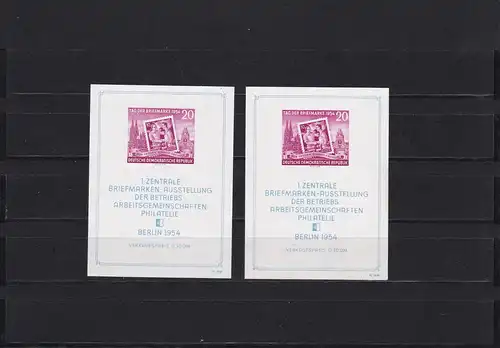 TAG DER BRIEFMARKE 1954 20
DEUTSCHE DEMOKRATISCHE REPUBLIK
1. ZENTRALE
BRIEFMARKEN-AUSSTELLUNG
DER BETRIEBS
ARBEITSGEMEINSCHAFTEN
PHILATELIE
BERLIN 1954
TAG DER BRIEFMARKE 1954 20
DEUTSCHE DEMOKRATISCHE REPUBLIK
1. ZENTRALE
BRIEFMARKEN-AUSSTELLUNG
DER BETRIEBS
ARBEITSGEMEINSCHAFTEN
PHILATELIE
BERLIN 1954